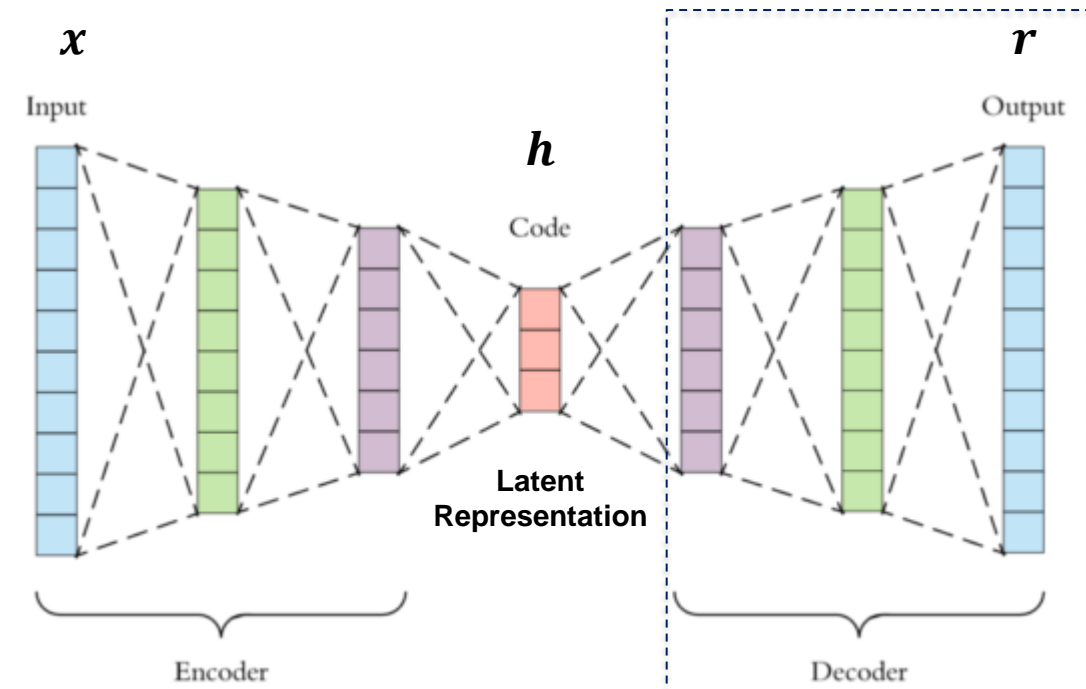 x
r
Input
Output
h
Code
Latent
Representation
Encoder
Decoder